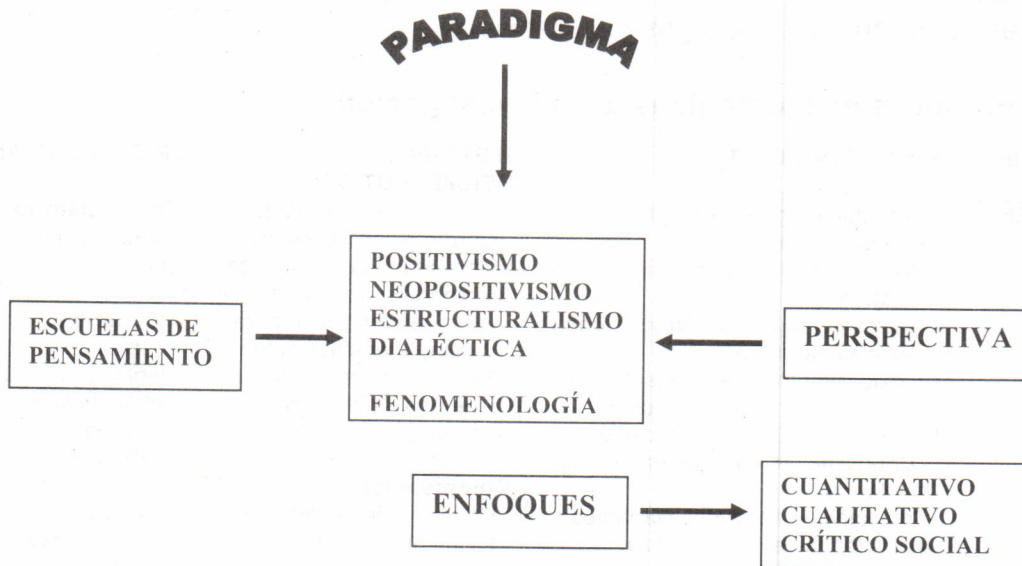 PARADIGMA
POSITIVISMO
NEOPOSITIVISMO
ESTRUCTURALISMO
DIALÉCTICA
FENOMENOLOGÍA
ESCUELAS DE
PENSAMIENTO
PERSPECTIVA
ENFOQUES
CUANTITATIVO
CUALITATIVO
CRÍTICO SOCIAL